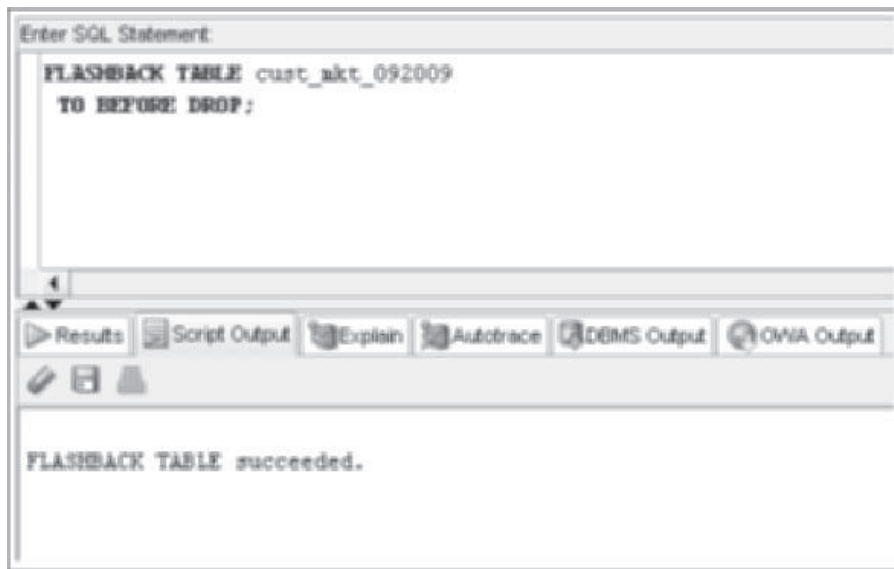 Enter SQL Statement:
FLASHBACK TABLE cust_mkt_092009
TO BEFORE DROP;
Results Script Output Explain Autotrace DBMS Output OWA Output
FLASHBACK TABLE succeeded.